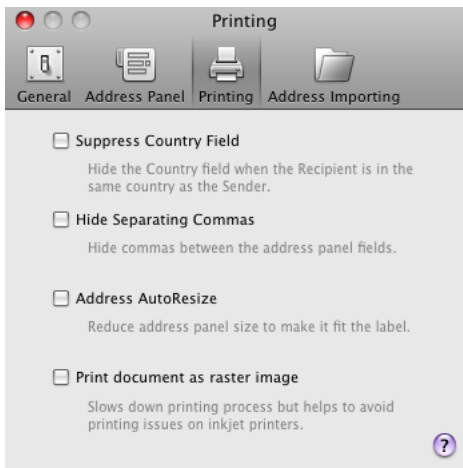 Printing
General Address Panel Printing Address Importing
Suppress Country Field
Hide the Country field when the Recipient is in the
same country as the Sender.
Hide Separating Commas
Hide commas between the address panel fields.
Address AutoResize
Reduce address panel size to make it fit the label.
Print document as raster image
Slows down printing process but helps to avoid
printing issues on inkjet printers.
?